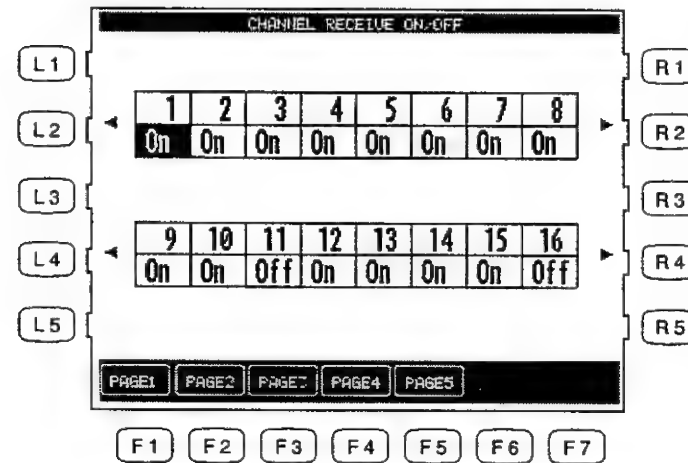 CHANNEL RECEIVE ON/OFF
L1 R1
1 2 3 4 5 6 7 8
L2 R2
On On On On On On On On
L3 R3
9 10 11 12 13 14 15 16
L4 R4
On On Off On On On On Off
L5 R5
PAGE1 PAGE2 PAGE3 PAGE4 PAGE5
F1 F2 F3 F4 F5 F6 F7